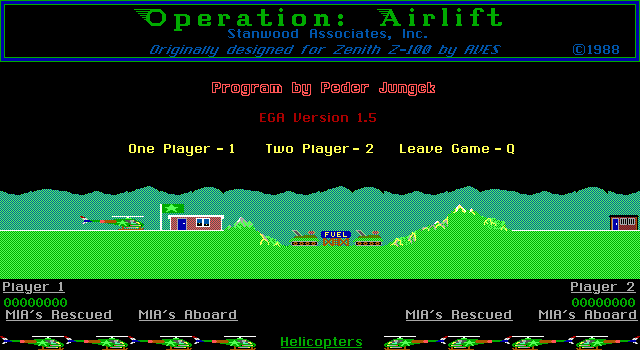 Operation: Airlift
Stanwood Associates, Inc.
Originally designed for Zenith Z-100 by AVES ©1988
Program by Peder Jungck
EGA Version 1.5
One Player - 1 Two Player - 2 Leave Game - Q
FUEL
Player 1 Player 2
00000000 00000000
MIA's Rescued MIA's Aboard MIA's Rescued MIA's Aboard
Helicopters